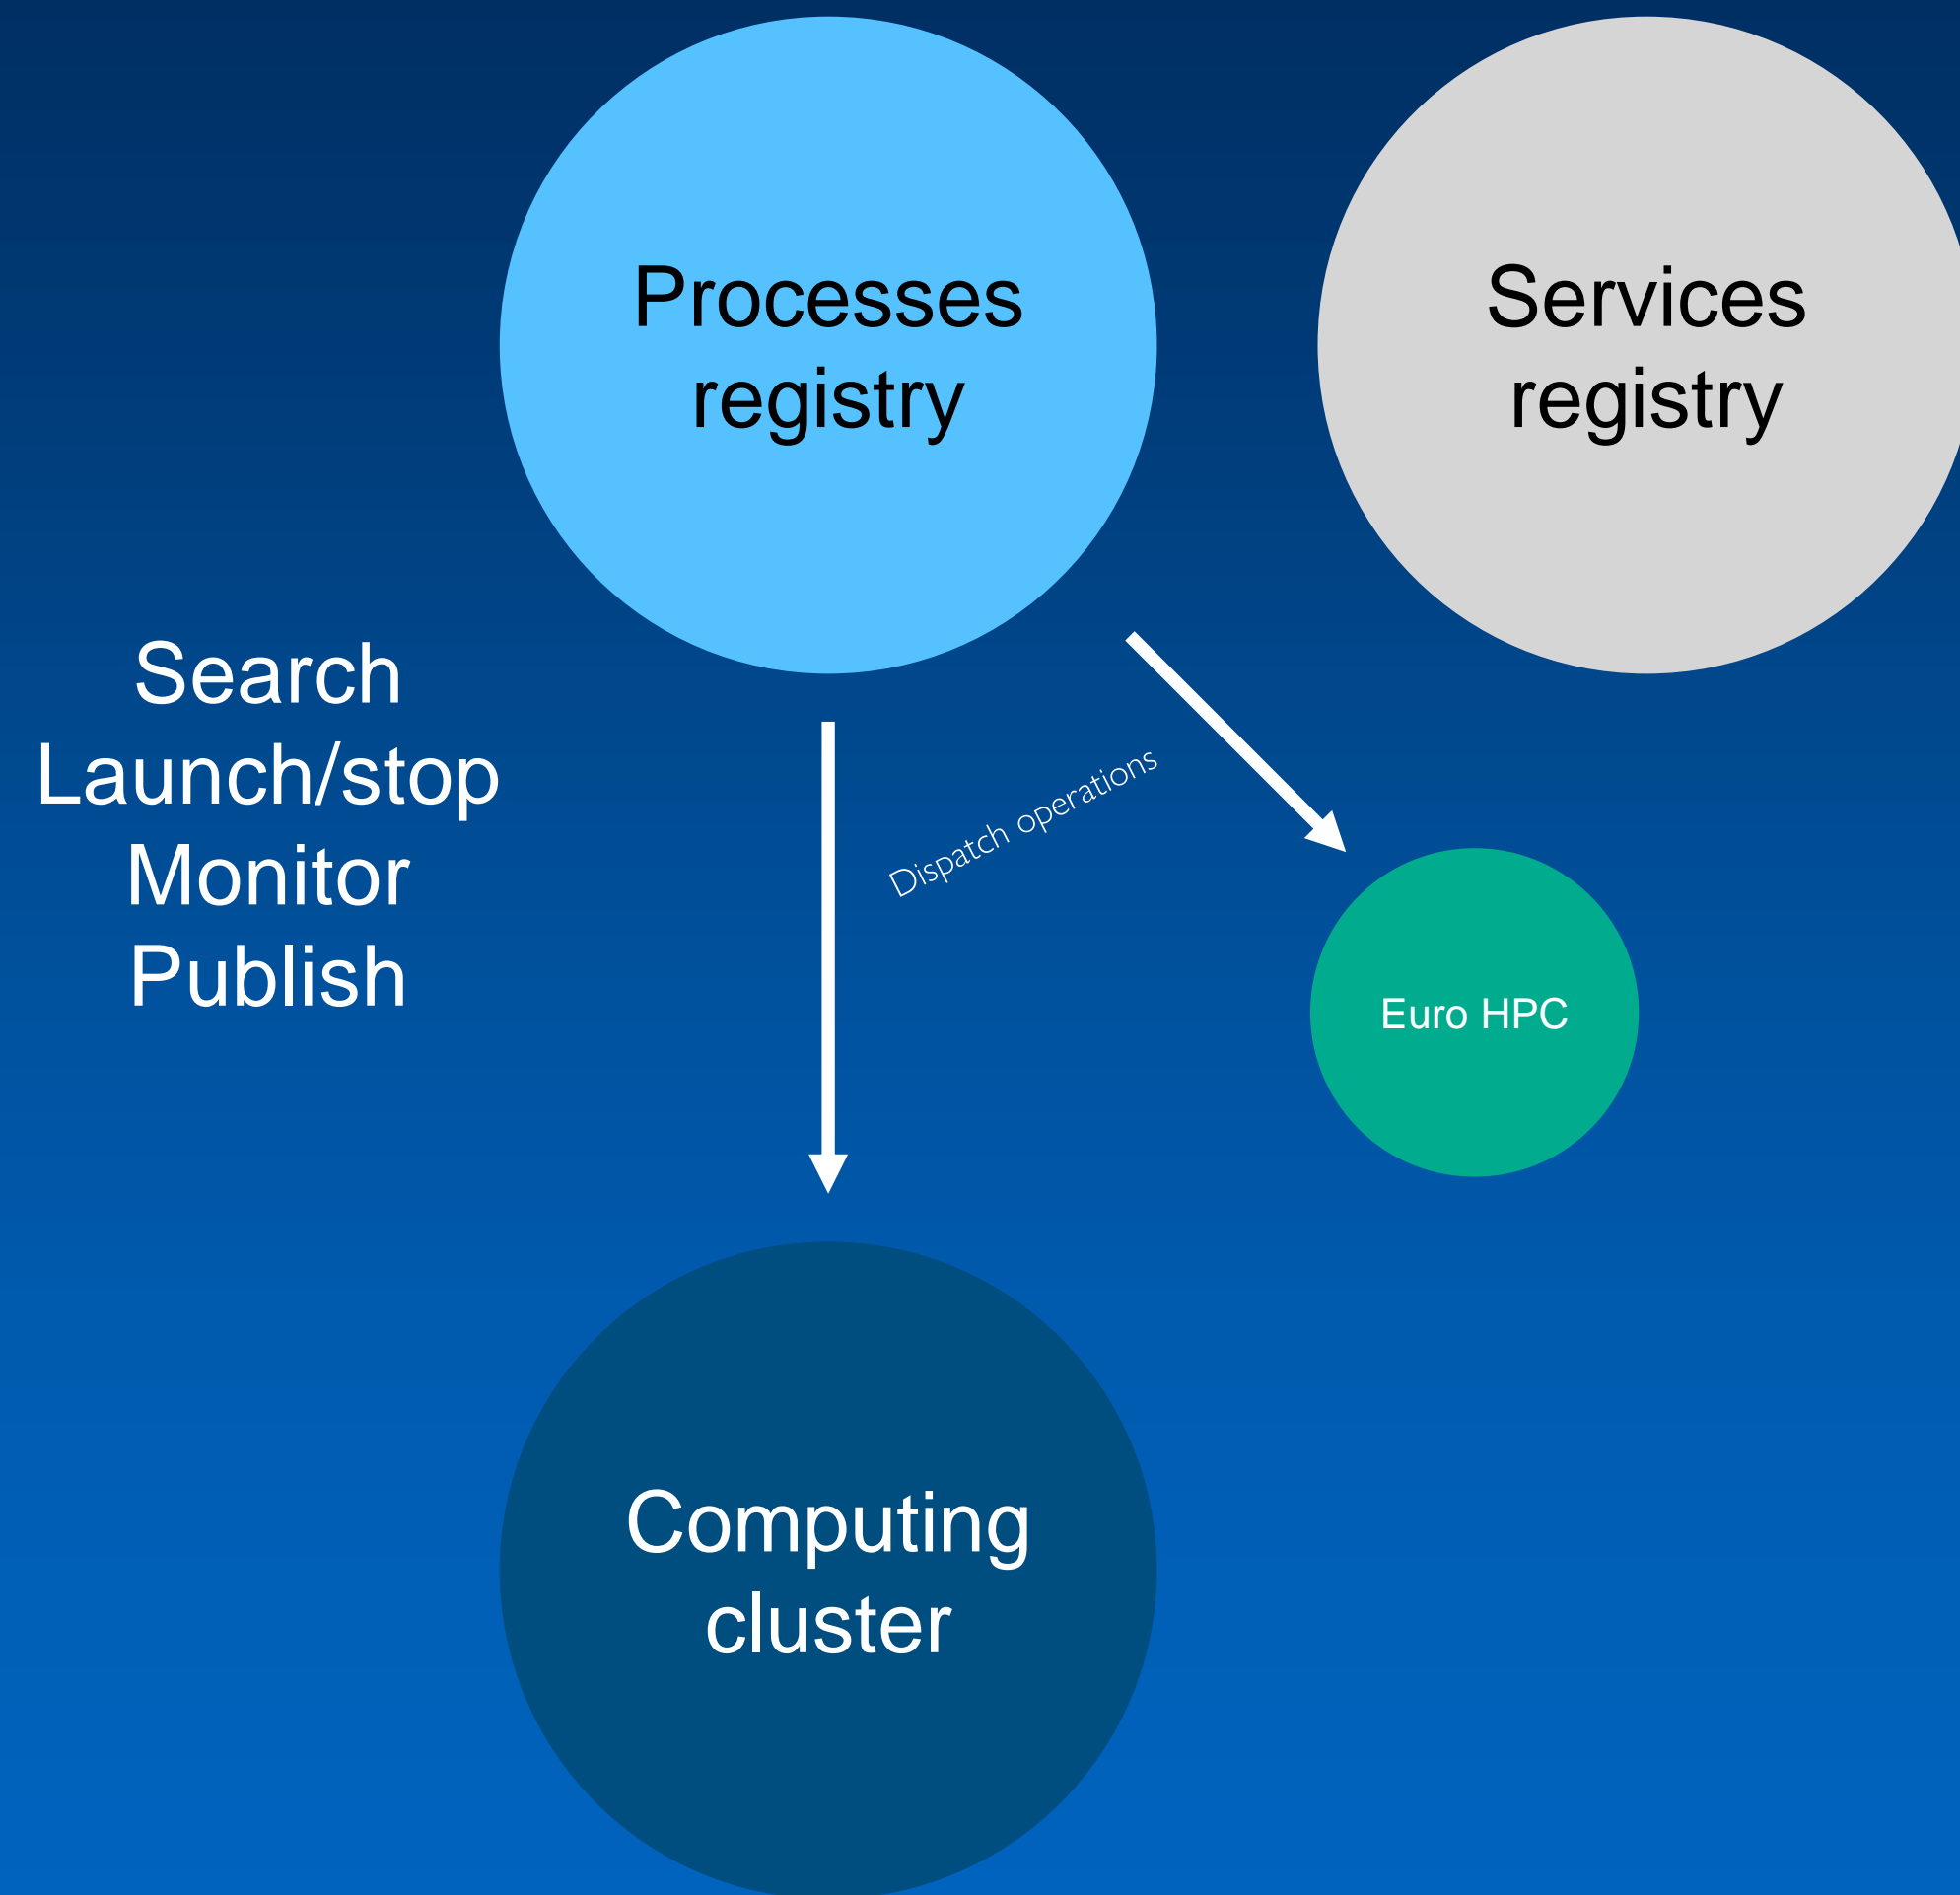 Processes
registry
Services
registry
Search
Launch/stop
Monitor
Publish
Dispatch operations
Euro HPC
Computing
cluster